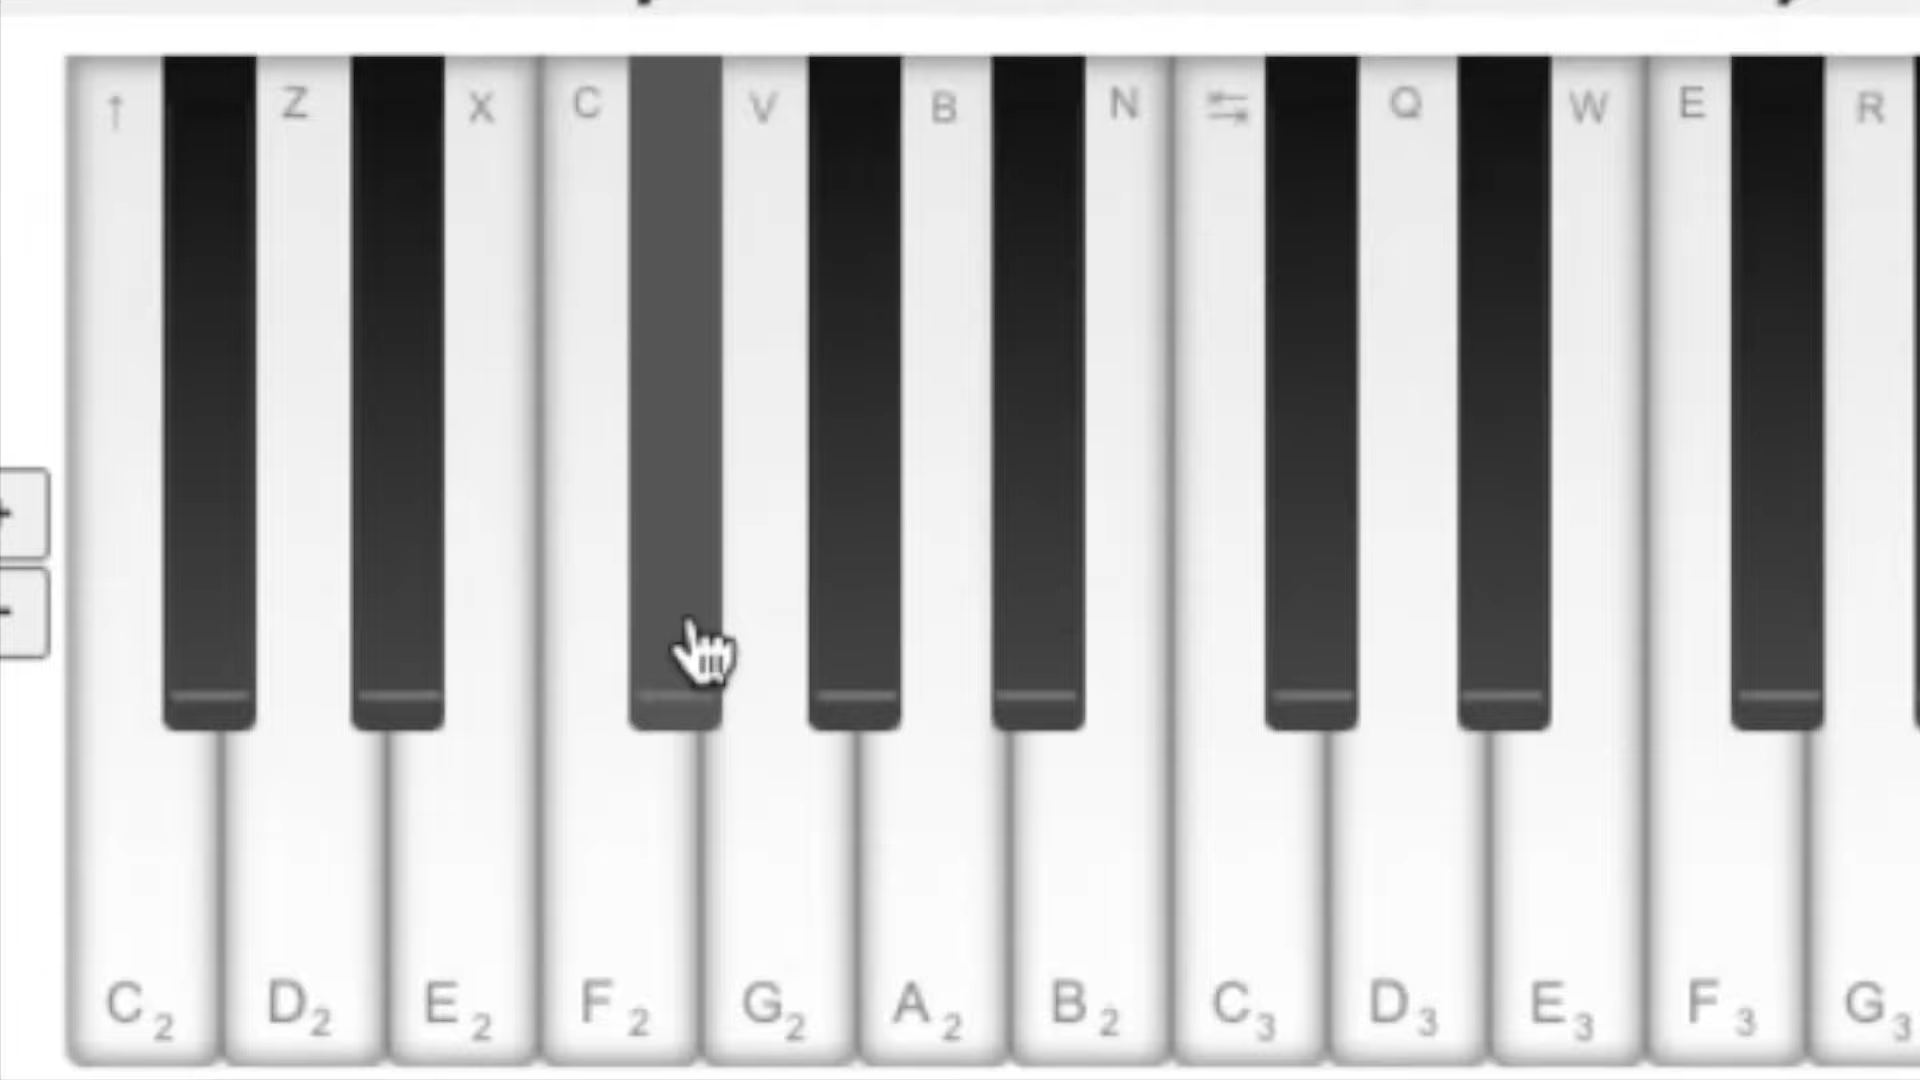 ↑ Z X C V B N ⇆ Q W E R
+
-
C2 D2 E2 F2 G2 A2 B2 C3 D3 E3 F3 G3